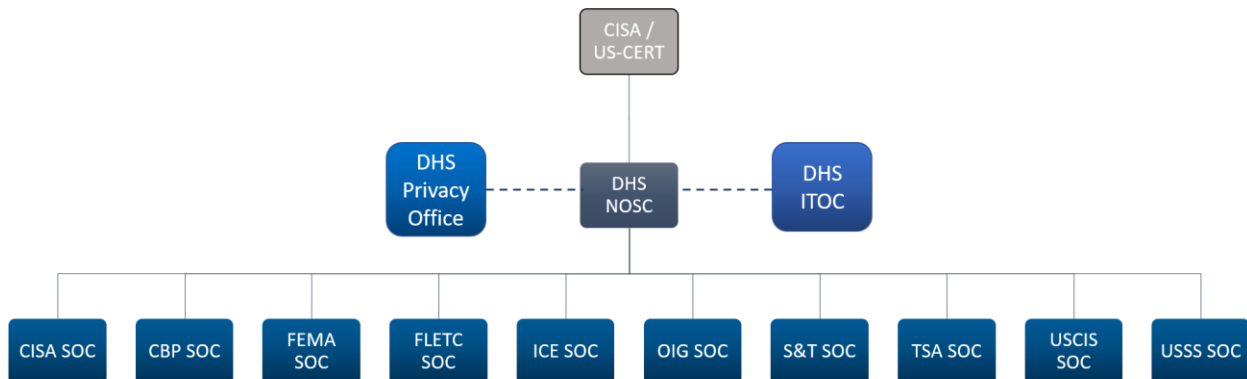 CISA /
US-CERT
DHS
Privacy
Office
DHS
NOSC
DHS
ITOC
CISA SOC
CBP SOC
FEMA
SOC
FLETC
SOC
ICE SOC
OIG SOC
S&T SOC
TSA SOC
USCIS
SOC
USSS SOC